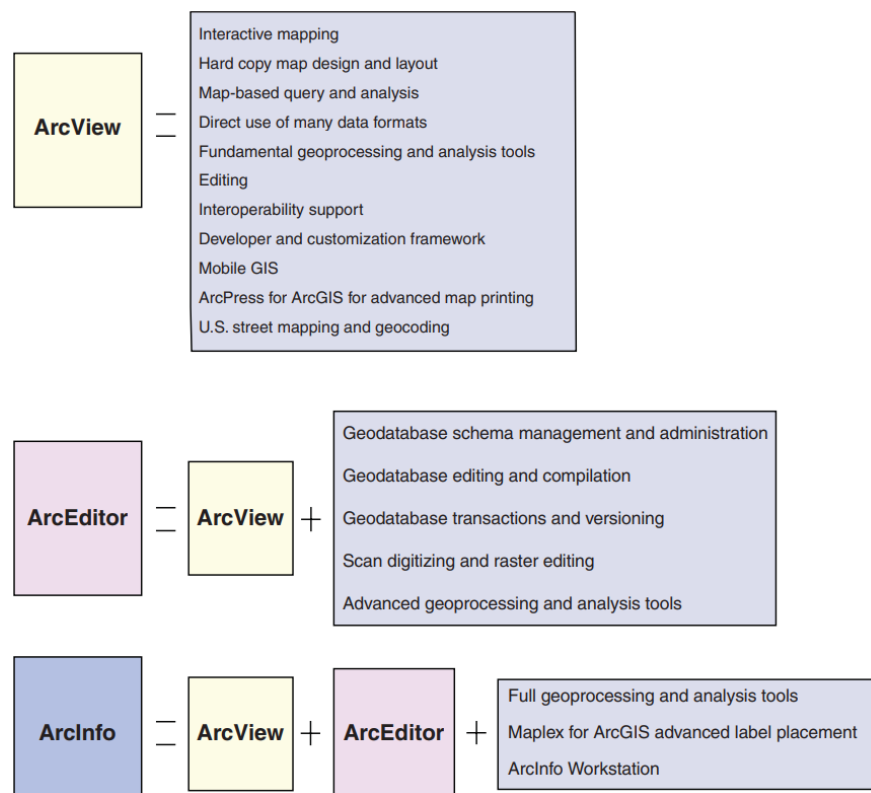 ArcView
=
Interactive mapping
Hard copy map design and layout
Map-based query and analysis
Direct use of many data formats
Fundamental geoprocessing and analysis tools
Editing
Interoperability support
Developer and customization framework
Mobile GIS
ArcPress for ArcGIS for advanced map printing
U.S. street mapping and geocoding
ArcEditor
=
ArcView
+
Geodatabase schema management and administration
Geodatabase editing and compilation
Geodatabase transactions and versioning
Scan digitizing and raster editing
Advanced geoprocessing and analysis tools
ArcInfo
=
ArcView
+
ArcEditor
+
Full geoprocessing and analysis tools
Maplex for ArcGIS advanced label placement
ArcInfo Workstation